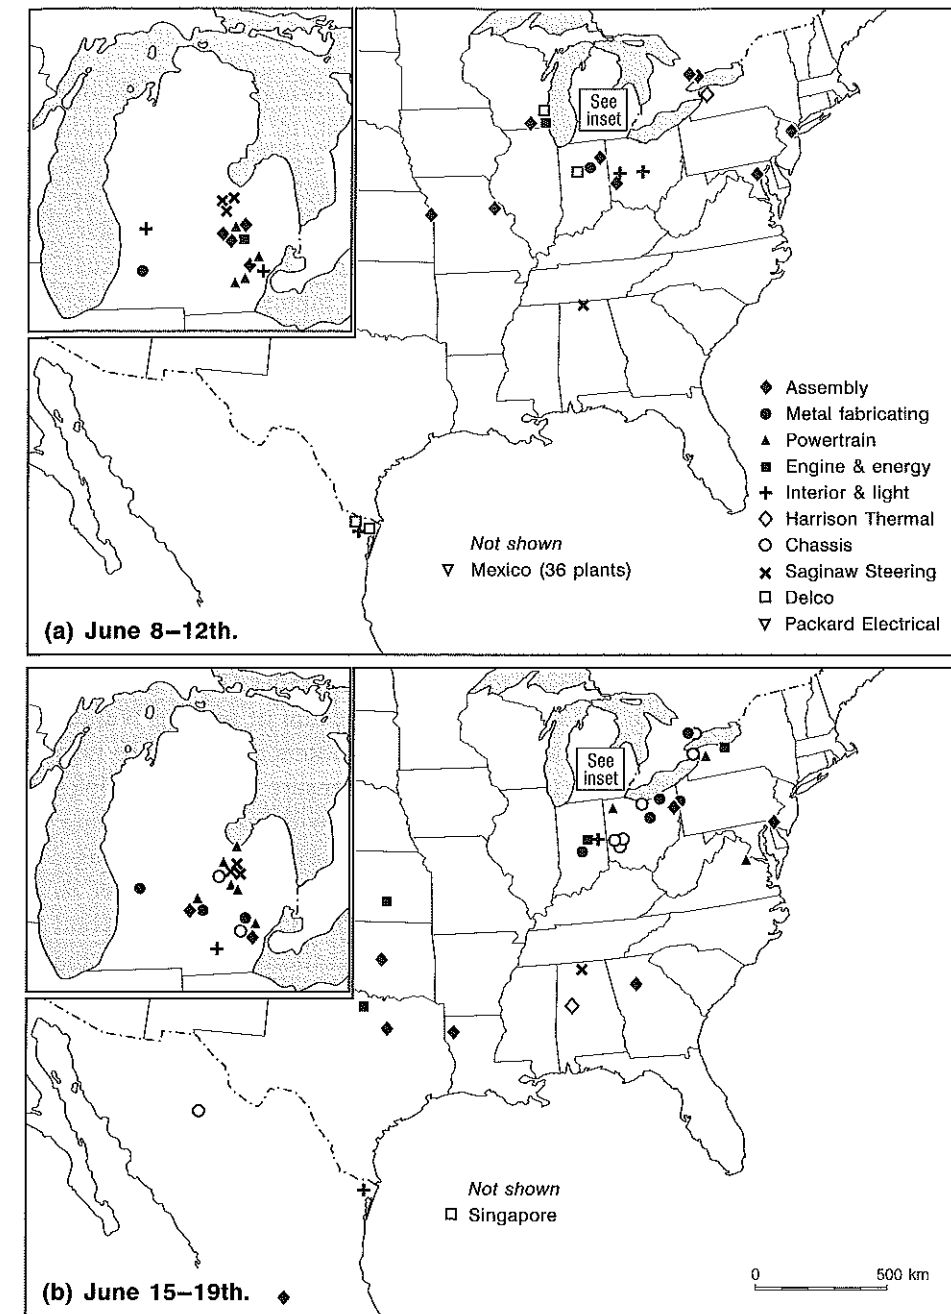 See
inset
Assembly
Metal fabricating
Powertrain
Engine & energy
Interior & light
Harrison Thermal
Chassis
Saginaw Steering
Delco
Packard Electrical
Not shown
Mexico (36 plants)
(a) June 8–12th.
See
inset
Not shown
Singapore
(b) June 15–19th.
0 500 km